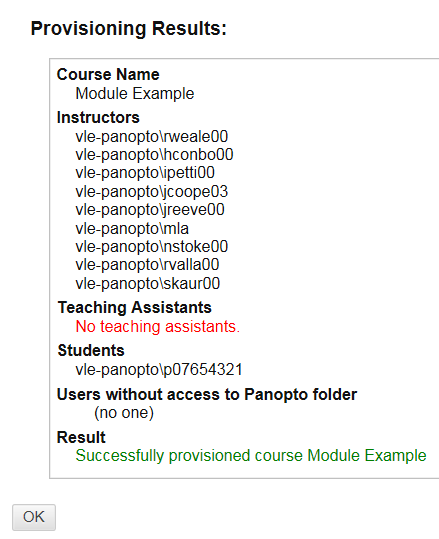 Provisioning Results:
Course Name
Module Example
Instructors
vle-panopto\rweale00
vle-panopto\hconbo00
vle-panopto\ipetti00
vle-panopto\jcoope03
vle-panopto\jreeve00
vle-panopto\mla
vle-panopto\nstoke00
vle-panopto\rvalla00
vle-panopto\skaur00
Teaching Assistants
No teaching assistants.
Students
vle-panopto\p07654321
Users without access to Panopto folder
(no one)
Result
Successfully provisioned course Module Example
OK